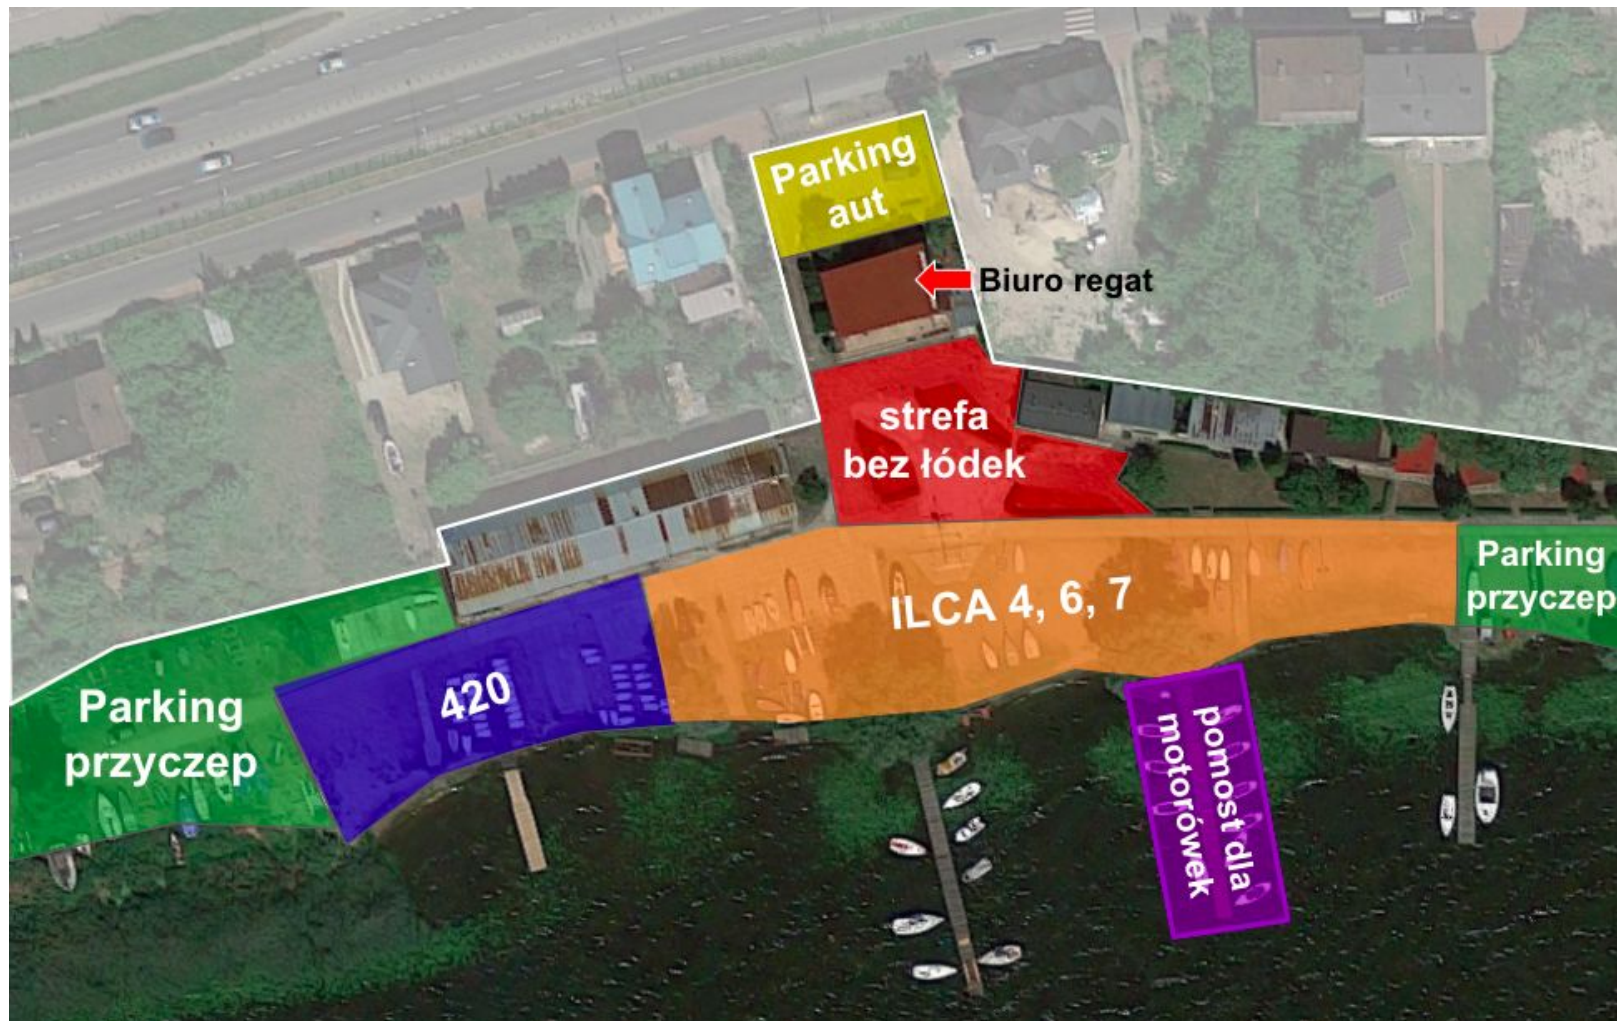 Parking
aut
Biuro regat
strefa
bez łódek
Parking
przyczep
ILCA 4, 6, 7
420
Parking
przyczep
pomost dla
motorówek